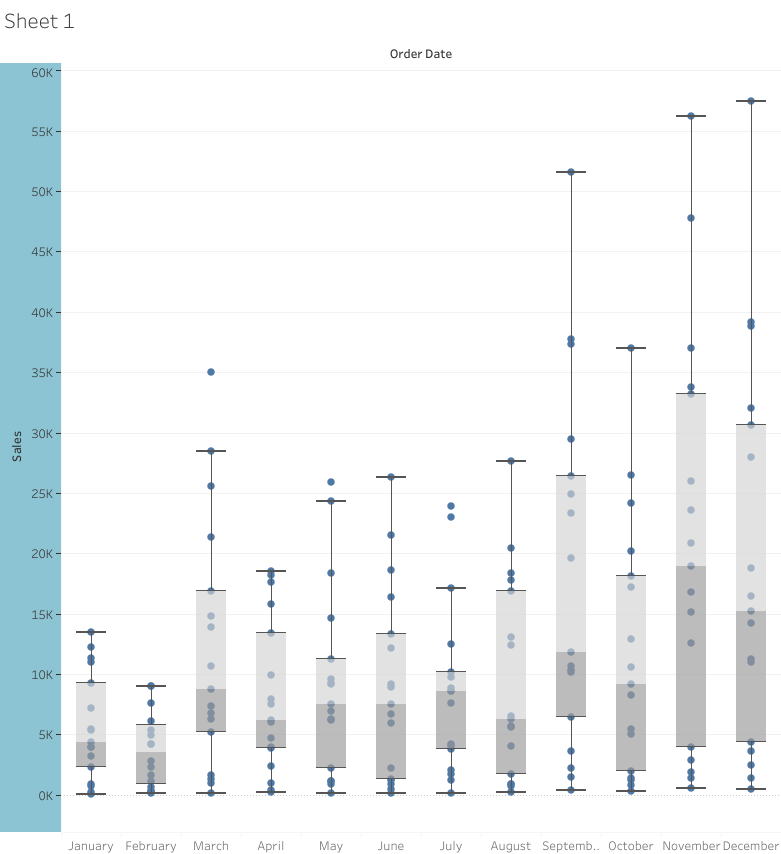 Sheet 1
Order Date
60K
55K
50K
45K
40K
35K
30K
25K
20K
15K
10K
5K
0K
Sales
January February March April May June July August Septemb.. October November December